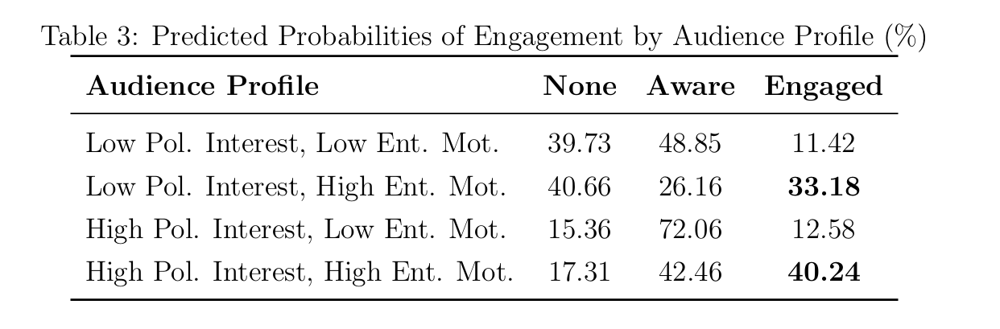 Table 3: Predicted Probabilities of Engagement by Audience Profile (%)
Audience Profile None Aware Engaged
Low Pol. Interest, Low Ent. Mot. 39.73 48.85 11.42
Low Pol. Interest, High Ent. Mot. 40.66 26.16 33.18
High Pol. Interest, Low Ent. Mot. 15.36 72.06 12.58
High Pol. Interest, High Ent. Mot. 17.31 42.46 40.24